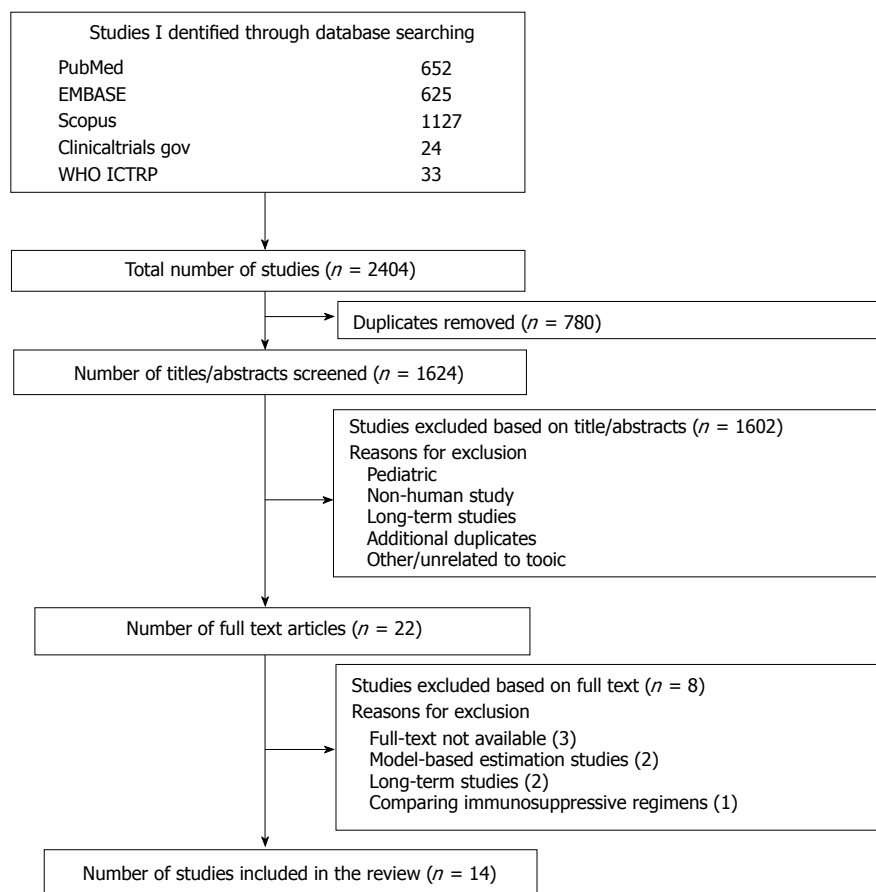 Studies I dentified through database searching
PubMed 652
EMBASE 625
Scopus 1127
Clinicaltrials gov 24
WHO ICTRP 33
Total number of studies (n = 2404)
Duplicates removed (n = 780)
Number of titles/abstracts screened (n = 1624)
Studies excluded based on title/abstracts (n = 1602)
Reasons for exclusion
Pediatric
Non-human study
Long-term studies
Additional duplicates
Other/unrelated to tooic
Number of full text articles (n = 22)
Studies excluded based on full text (n = 8)
Reasons for exclusion
Full-text not available (3)
Model-based estimation studies (2)
Long-term studies (2)
Comparing immunosuppressive regimens (1)
Number of studies included in the review (n = 14)